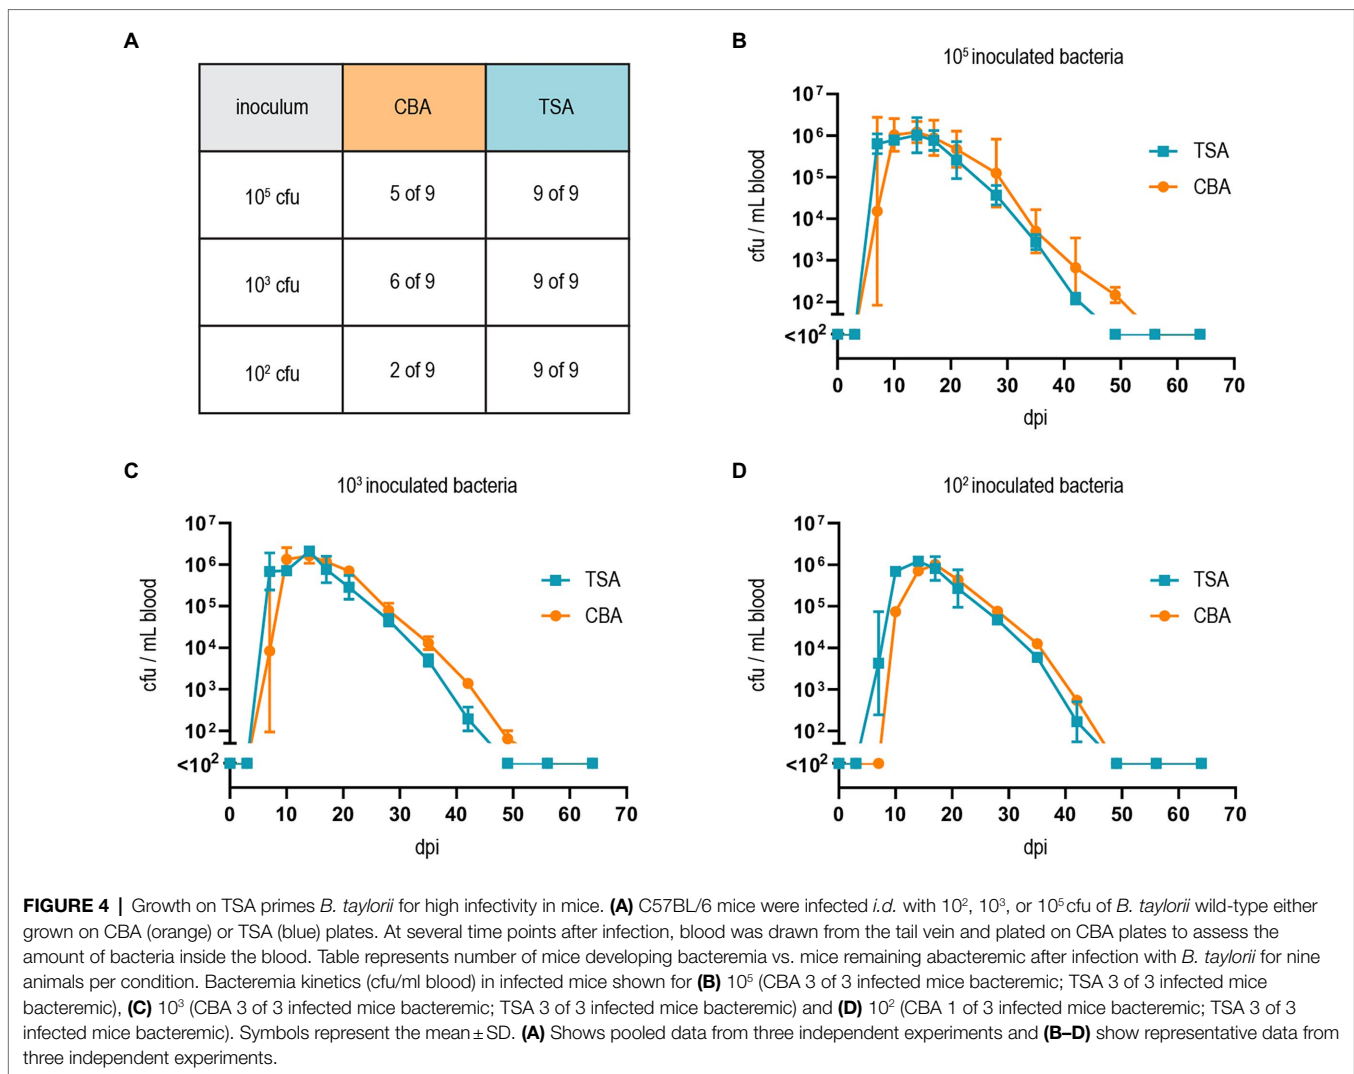 A
inoculum CBA TSA
10⁵ cfu 5 of 9 9 of 9
10³ cfu 6 of 9 9 of 9
10² cfu 2 of 9 9 of 9
B
10⁵ inoculated bacteria
cfu / mL blood
10⁷
10⁶
10⁵
10⁴
10³
10²
<10²
0 10 20 30 40 50 60 70
dpi
TSA
CBA
C
10³ inoculated bacteria
cfu / mL blood
10⁷
10⁶
10⁵
10⁴
10³
10²
<10²
0 10 20 30 40 50 60 70
dpi
TSA
CBA
D
10² inoculated bacteria
cfu / mL blood
10⁷
10⁶
10⁵
10⁴
10³
10²
<10²
0 10 20 30 40 50 60 70
dpi
TSA
CBA
FIGURE 4 | Growth on TSA primes B. taylorii for high infectivity in mice. (A) C57BL/6 mice were infected i.d. with 10², 10³, or 10⁵ cfu of B. taylorii wild-type either
grown on CBA (orange) or TSA (blue) plates. At several time points after infection, blood was drawn from the tail vein and plated on CBA plates to assess the
amount of bacteria inside the blood. Table represents number of mice developing bacteremia vs. mice remaining abacteremic after infection with B. taylorii for nine
animals per condition. Bacteremia kinetics (cfu/ml blood) in infected mice shown for (B) 10⁵ (CBA 3 of 3 infected mice bacteremic; TSA 3 of 3 infected mice
bacteremic), (C) 10³ (CBA 3 of 3 infected mice bacteremic; TSA 3 of 3 infected mice bacteremic) and (D) 10² (CBA 1 of 3 infected mice bacteremic; TSA 3 of 3
infected mice bacteremic). Symbols represent the mean ± SD. (A) Shows pooled data from three independent experiments and (B–D) show representative data from
three independent experiments.